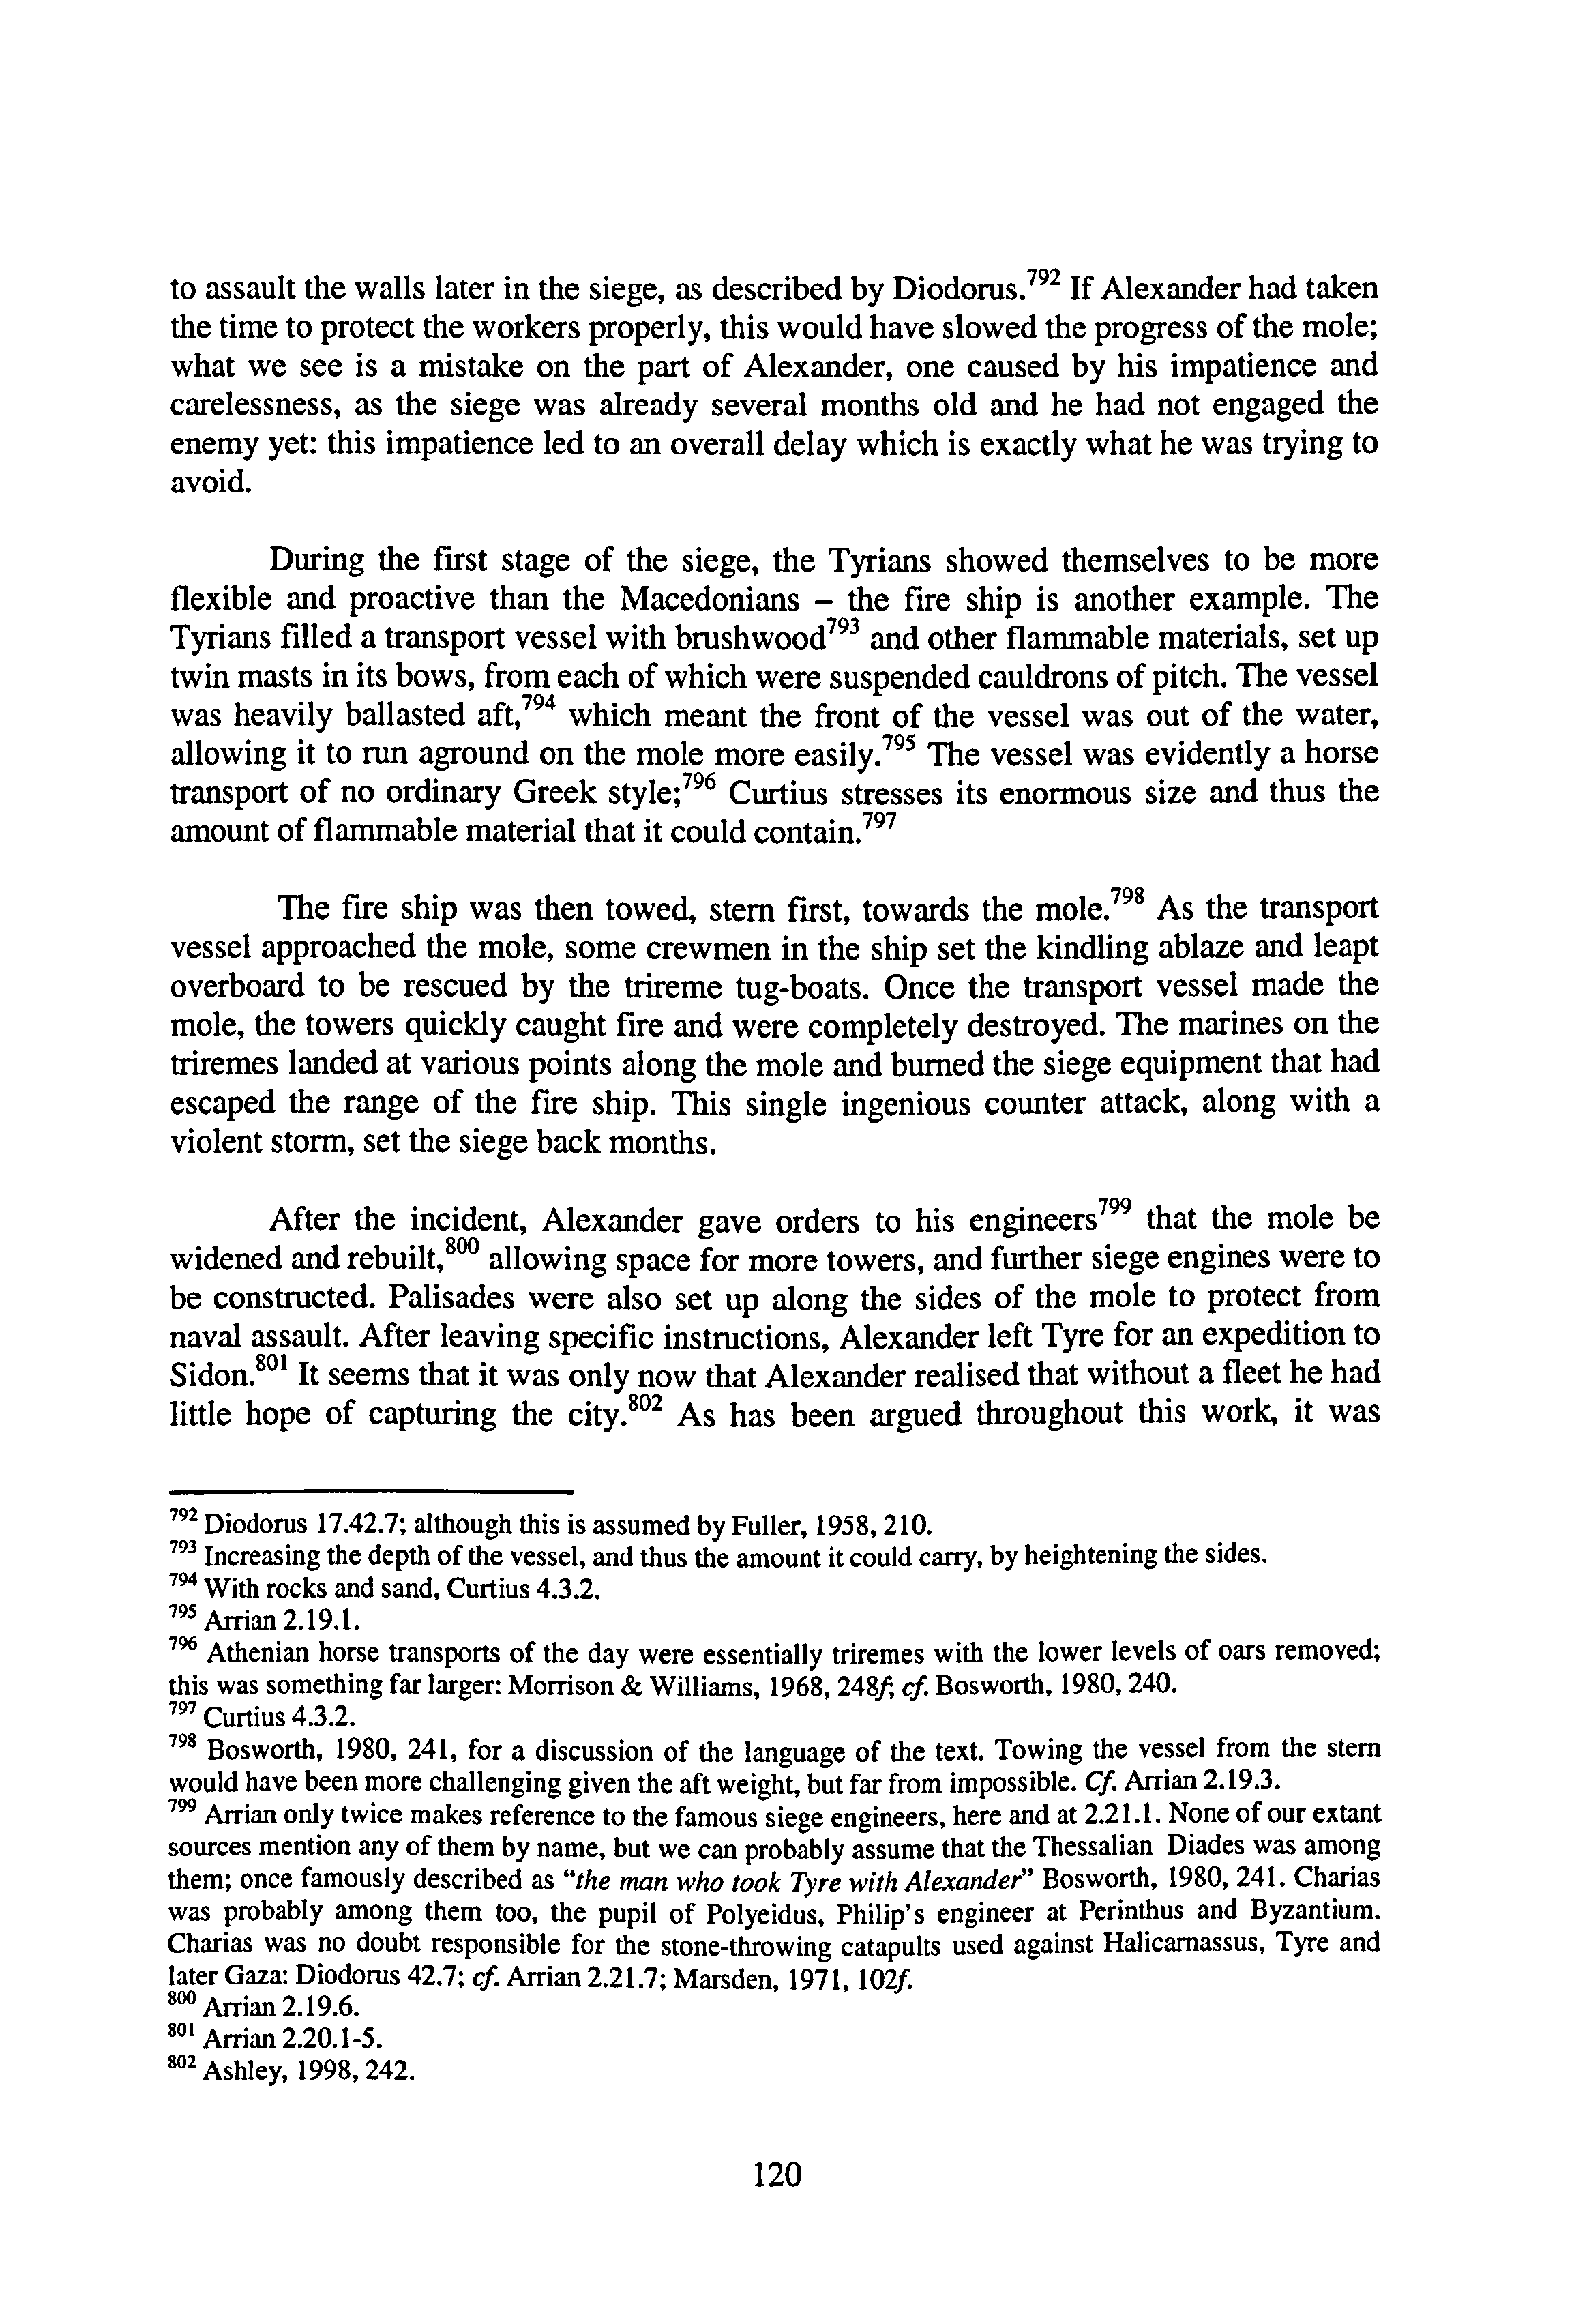 to assault the walls later in the siege, as described by Diodorus.792 If Alexander had taken
the time to protect the workers properly, this would have slowed the progress of the mole;
what we see is a mistake on the part of Alexander, one caused by his impatience and
carelessness, as the siege was already several months old and he had not engaged the
enemy yet: this impatience led to an overall delay which is exactly what he was trying to
avoid.
During the first stage of the siege, the Tyrians showed themselves to be more
flexible and proactive than the Macedonians – the fire ship is another example. The
Tyrians filled a transport vessel with brushwood793 and other flammable materials, set up
twin masts in its bows, from each of which were suspended cauldrons of pitch. The vessel
was heavily ballasted aft,794 which meant the front of the vessel was out of the water,
allowing it to run aground on the mole more easily.795 The vessel was evidently a horse
transport of no ordinary Greek style;796 Curtius stresses its enormous size and thus the
amount of flammable material that it could contain.797
The fire ship was then towed, stern first, towards the mole.798 As the transport
vessel approached the mole, some crewmen in the ship set the kindling ablaze and leapt
overboard to be rescued by the trireme tug-boats. Once the transport vessel made the
mole, the towers quickly caught fire and were completely destroyed. The marines on the
triremes landed at various points along the mole and burned the siege equipment that had
escaped the range of the fire ship. This single ingenious counter attack, along with a
violent storm, set the siege back months.
After the incident, Alexander gave orders to his engineers799 that the mole be
widened and rebuilt,800 allowing space for more towers, and further siege engines were to
be constructed. Palisades were also set up along the sides of the mole to protect from
naval assault. After leaving specific instructions, Alexander left Tyre for an expedition to
Sidon.801 It seems that it was only now that Alexander realised that without a fleet he had
little hope of capturing the city.802 As has been argued throughout this work, it was
792 Diodorus 17.42.7; although this is assumed by Fuller, 1958, 210.
793 Increasing the depth of the vessel, and thus the amount it could carry, by heightening the sides.
794 With rocks and sand, Curtius 4.3.2.
795 Arrian 2.19.1.
796 Athenian horse transports of the day were essentially triremes with the lower levels of oars removed;
this was something far larger: Morrison & Williams, 1968, 248f; cf. Bosworth, 1980, 240.
797 Curtius 4.3.2.
798 Bosworth, 1980, 241, for a discussion of the language of the text. Towing the vessel from the stern
would have been more challenging given the aft weight, but far from impossible. Cf. Arrian 2.19.3.
799 Arrian only twice makes reference to the famous siege engineers, here and at 2.21.1. None of our extant
sources mention any of them by name, but we can probably assume that the Thessalian Diades was among
them; once famously described as “the man who took Tyre with Alexander” Bosworth, 1980, 241. Charias
was probably among them too, the pupil of Polyeidus, Philip’s engineer at Perinthus and Byzantium.
Charias was no doubt responsible for the stone-throwing catapults used against Halicarnassus, Tyre and
later Gaza: Diodorus 42.7; cf. Arrian 2.21.7; Marsden, 1971, 102f.
800 Arrian 2.19.6.
801 Arrian 2.20.1-5.
802 Ashley, 1998, 242.
120